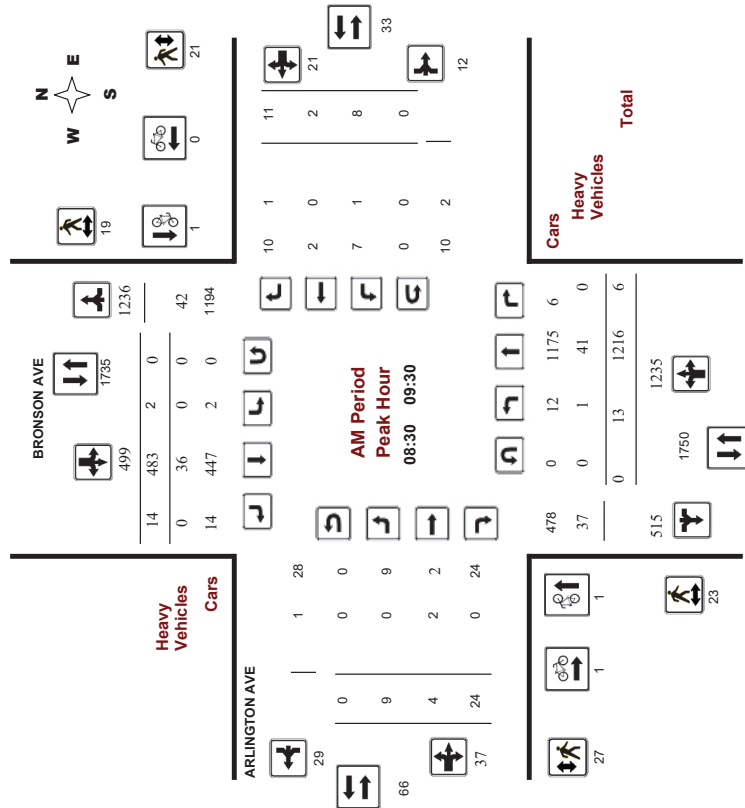 N
W E
S
BRONSON AVE
19
21
1
0
1735
499
1236
14 483 2 0
0 36 0 0 42
14 447 2 0 1194
Heavy
Vehicles
Cars
ARLINGTON AVE
10 1 11
2 0 2
7 1 8
0 0 0
10 2
21
33
12
AM Period
Peak Hour
08:30 09:30
1 28
0 0 0
9 0 9
4 2 2
24 0 24
29
66
37
Cars
Heavy
Vehicles
Total
478 0 12 1175 6
37 0 1 41 0
0 13 1216 6
515
1750
1235
1
1
27
23